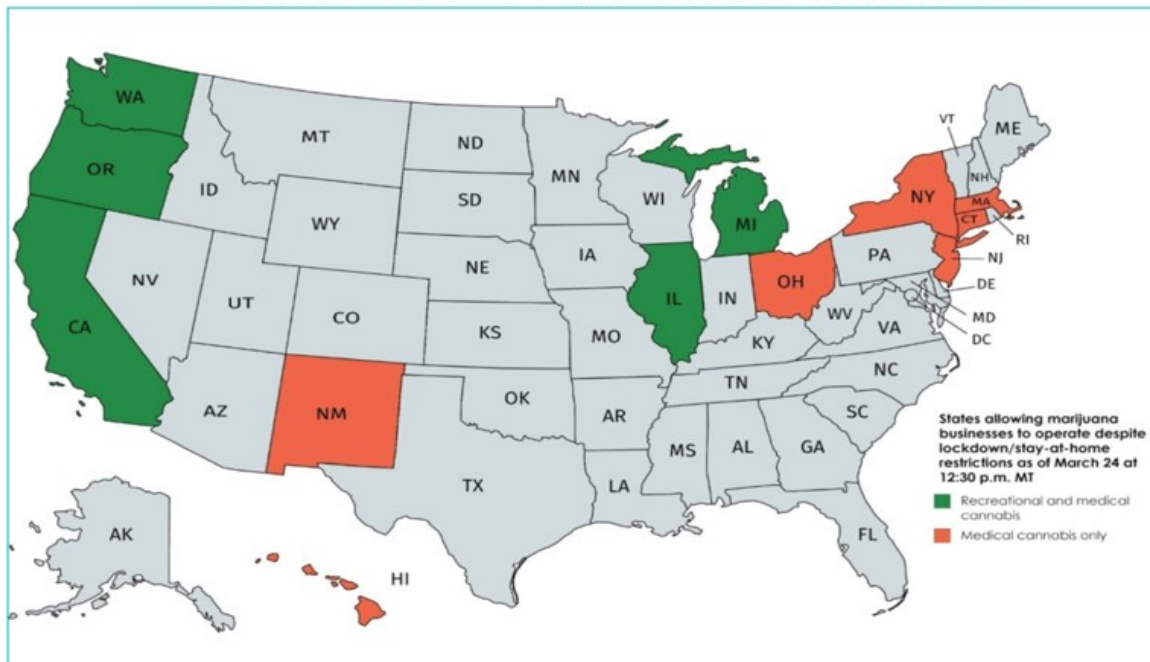 WA
MT
ND
MN
VT
ME
OR
ID
SD
WI
MI
NY
NH
MA
CT
RI
WY
IA
NE
PA
NJ
NV
UT
CO
KS
MO
IL
IN
OH
WV
VA
DE
MD
DC
CA
KY
NC
TN
AZ
NM
OK
AR
SC
MS
AL
GA
TX
LA
FL
AK
HI
States allowing marijuana
businesses to operate despite
lockdown/stay-at-home
restrictions as of March 24 at
12:30 p.m. MT
Recreational and medical
cannabis
Medical cannabis only